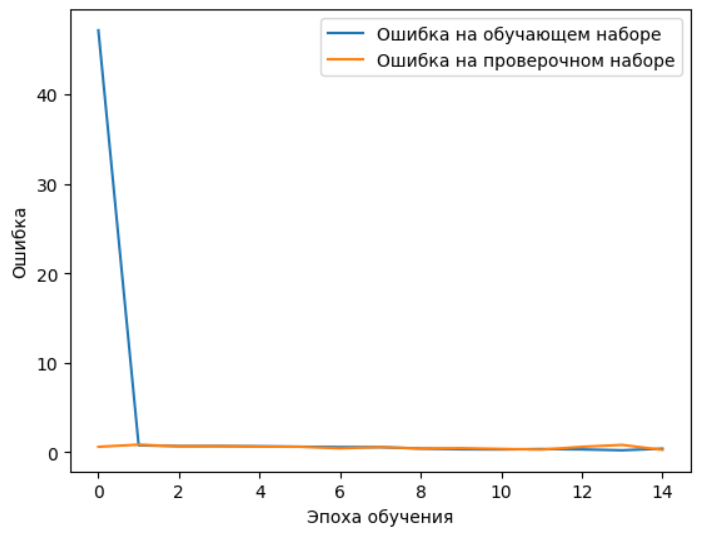 Ошибка на обучающем наборе
Ошибка на проверочном наборе
Ошибка
40
30
20
10
0
0 2 4 6 8 10 12 14
Эпоха обучения